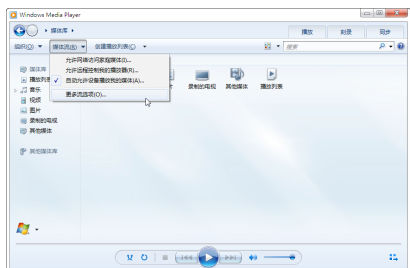 Windows Media Player
媒体库
播放
刻录
同步
组织(O)
媒体流(R)
创建播放列表(C)
搜索
允许网络访问家庭媒体(I)...
允许远程控制我的播放器(R)...
自动允许设备播放我的媒体(A)...
更多流选项(O)...
媒体库
播放列表
音乐
视频
图片
录制的电视
其他媒体
其他媒体库
片
录制的电视
其他媒体
播放列表